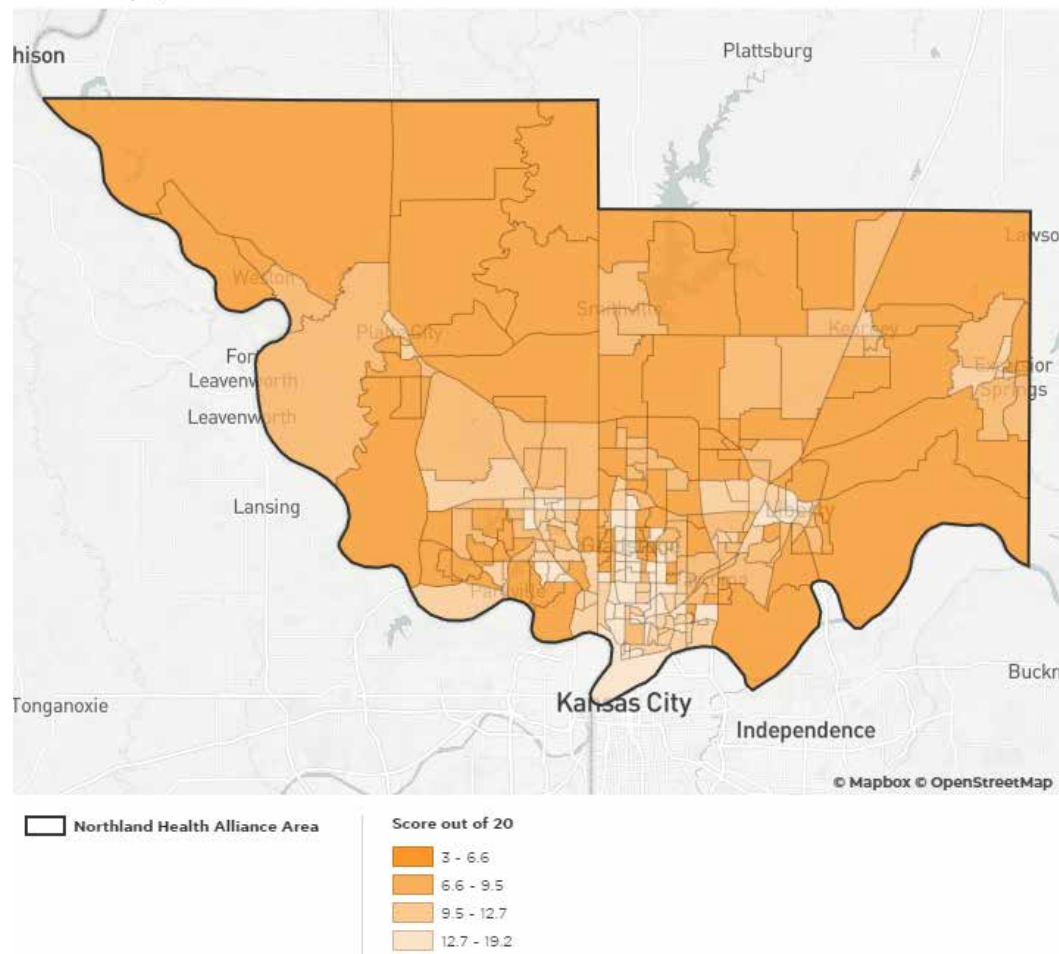 hison
Plattsburg
Lawso
Weston
Smithville
Platte City
Kearney
Fort
Excelsior
Leavenworth
Springs
Leavenworth
Lansing
Liberty
Gladstone
Parkville
Kansas City
Buckn
Tonganoxie
Independence
© Mapbox © OpenStreetMap
Northland Health Alliance Area
Score out of 20
3 - 6.6
6.6 - 9.5
9.5 - 12.7
12.7 - 19.2